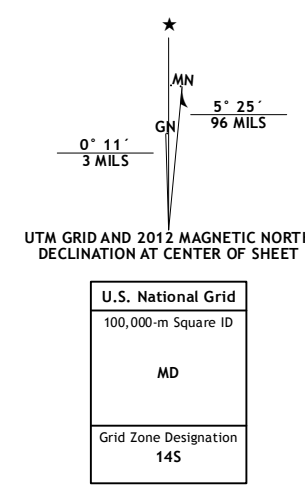 MN
5° 25´
96 MILS
GN
0° 11´
3 MILS
UTM GRID AND 2012 MAGNETIC NORTH
DECLINATION AT CENTER OF SHEET
U.S. National Grid
100,000-m Square ID
MD
Grid Zone Designation
14S